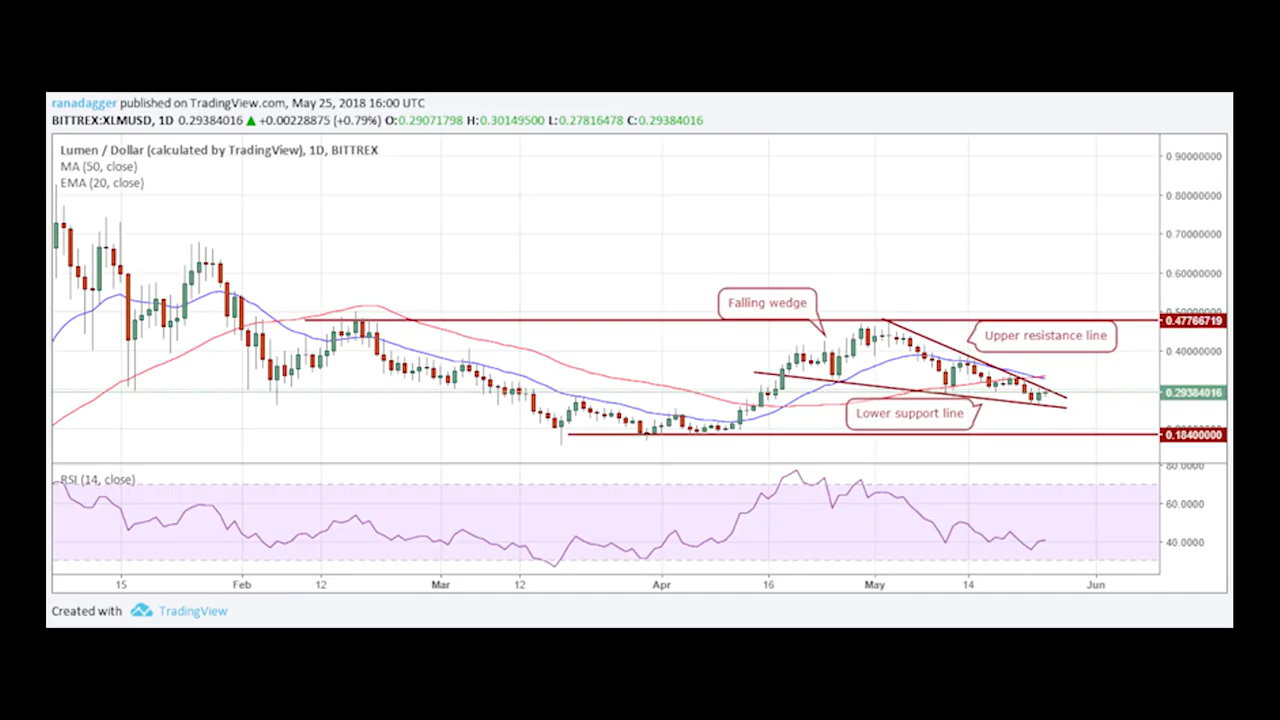 ranadagger published on TradingView.com, May 25, 2018 16:00 UTC
BITTREX:XLMUSD, 1D 0.29384016 ▲ +0.00228875 (+0.79%) O:0.29071798 H:0.30149500 L:0.27816478 C:0.29384016
Lumen / Dollar (calculated by TradingView), 1D, BITTREX
MA (50, close)
EMA (20, close)
0.90000000
0.80000000
0.70000000
0.60000000
Falling wedge
0.47766719
Upper resistance line
0.40000000
0.29384016
Lower support line
0.18400000
RSI (14, close)
80.0000
60.0000
40.0000
15 Feb 12 Mar 12 Apr 16 May 14 Jun
Created with TradingView